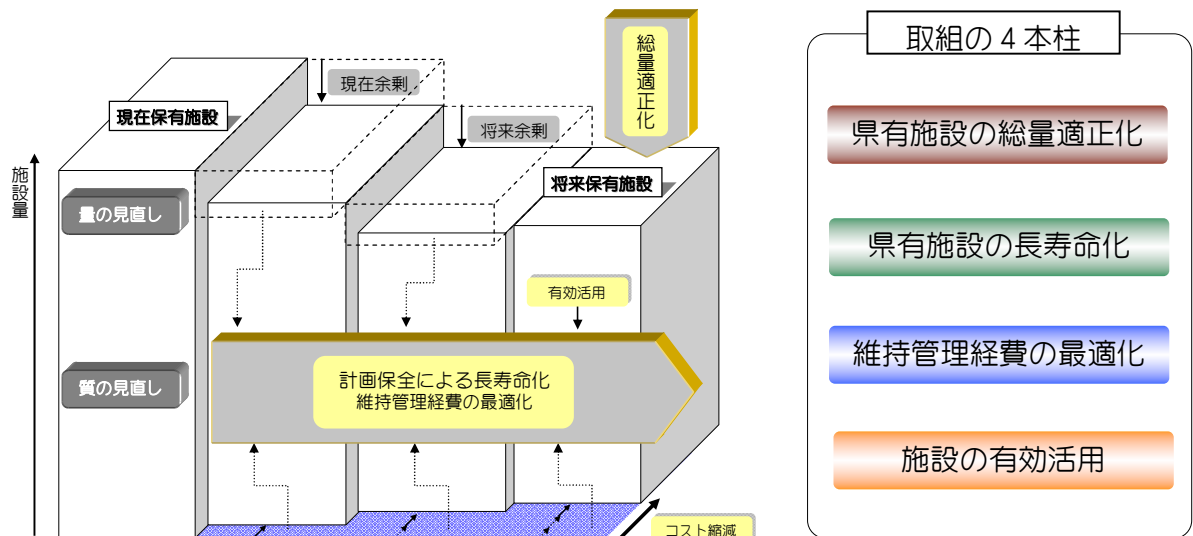 総量適正化
取組の4本柱
現在余剰
現在保有施設
将来余剰
県有施設の総量適正化
施設量
将来保有施設
量の見直し
県有施設の長寿命化
有効活用
維持管理経費の最適化
質の見直し
計画保全による長寿命化
維持管理経費の最適化
施設の有効活用
コスト縮減